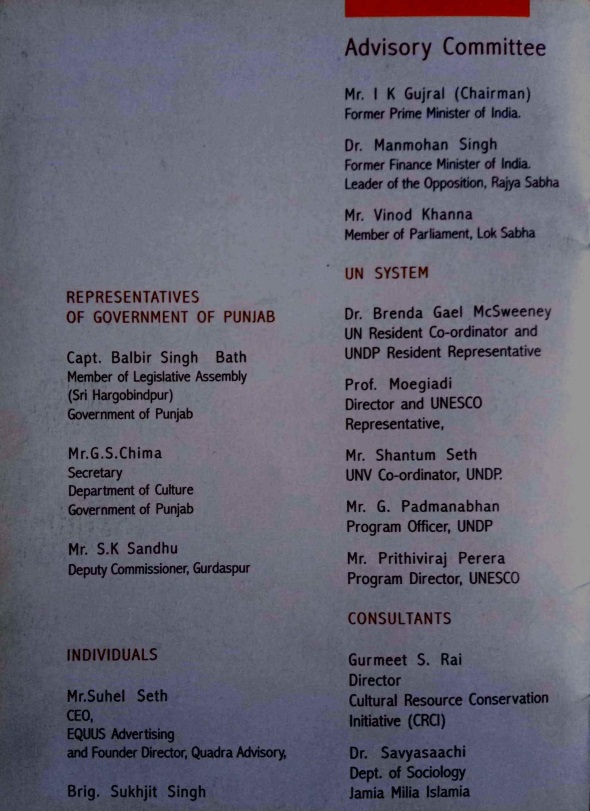 Advisory Committee
Mr. I K Gujral (Chairman)
Former Prime Minister of India.
Dr. Manmohan Singh
Former Finance Minister of India.
Leader of the Opposition, Rajya Sabha
Mr. Vinod Khanna
Member of Parliament, Lok Sabha
UN SYSTEM
Dr. Brenda Gael McSweeney
UN Resident Co-ordinator and
UNDP Resident Representative
Prof. Moegiadi
Director and UNESCO
Representative,
Mr. Shantum Seth
UNV Co-ordinator, UNDP.
Mr. G. Padmanabhan
Program Officer, UNDP
Mr. Prithiviraj Perera
Program Director, UNESCO
CONSULTANTS
Gurmeet S. Rai
Director
Cultural Resource Conservation
Initiative (CRCI)
Dr. Savyasaachi
Dept. of Sociology
Jamia Milia Islamia
REPRESENTATIVES
OF GOVERNMENT OF PUNJAB
Capt. Balbir Singh Bath
Member of Legislative Assembly
(Sri Hargobindpur)
Government of Punjab
Mr.G.S.Chima
Secretary
Department of Culture
Government of Punjab
Mr. S.K Sandhu
Deputy Commissioner, Gurdaspur
INDIVIDUALS
Mr.Suhel Seth
CEO,
EQUUS Advertising
and Founder Director, Quadra Advisory,
Brig. Sukhjit Singh